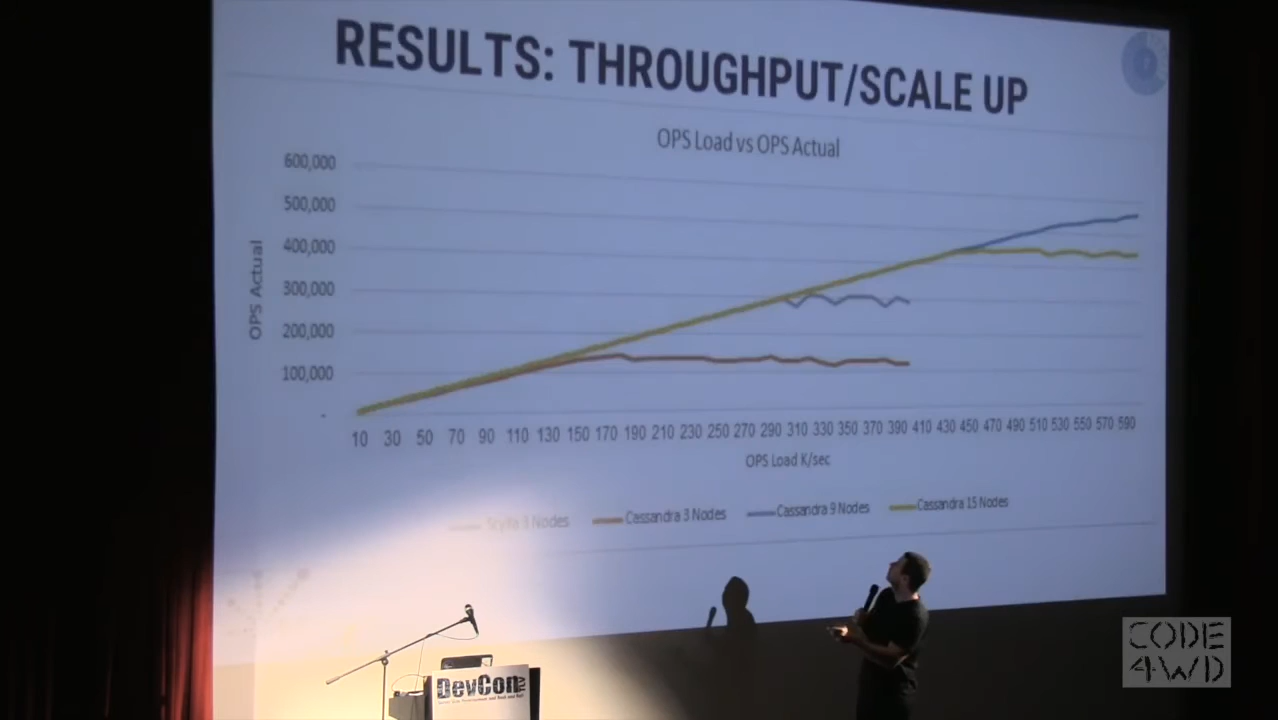 RESULTS: THROUGHPUT/SCALE UP
OPS Load vs OPS Actual
600,000
500,000
400,000
300,000
200,000
100,000
-
OPS Actual
10 30 50 70 90 110 130 150 170 190 210 230 250 270 290 310 330 350 370 390 410 430 450 470 490 510 530 550 570 590
OPS Load K/sec
Scylla 3 Nodes Cassandra 3 Nodes Cassandra 9 Nodes Cassandra 15 Nodes
DevCon
CODE
4WD